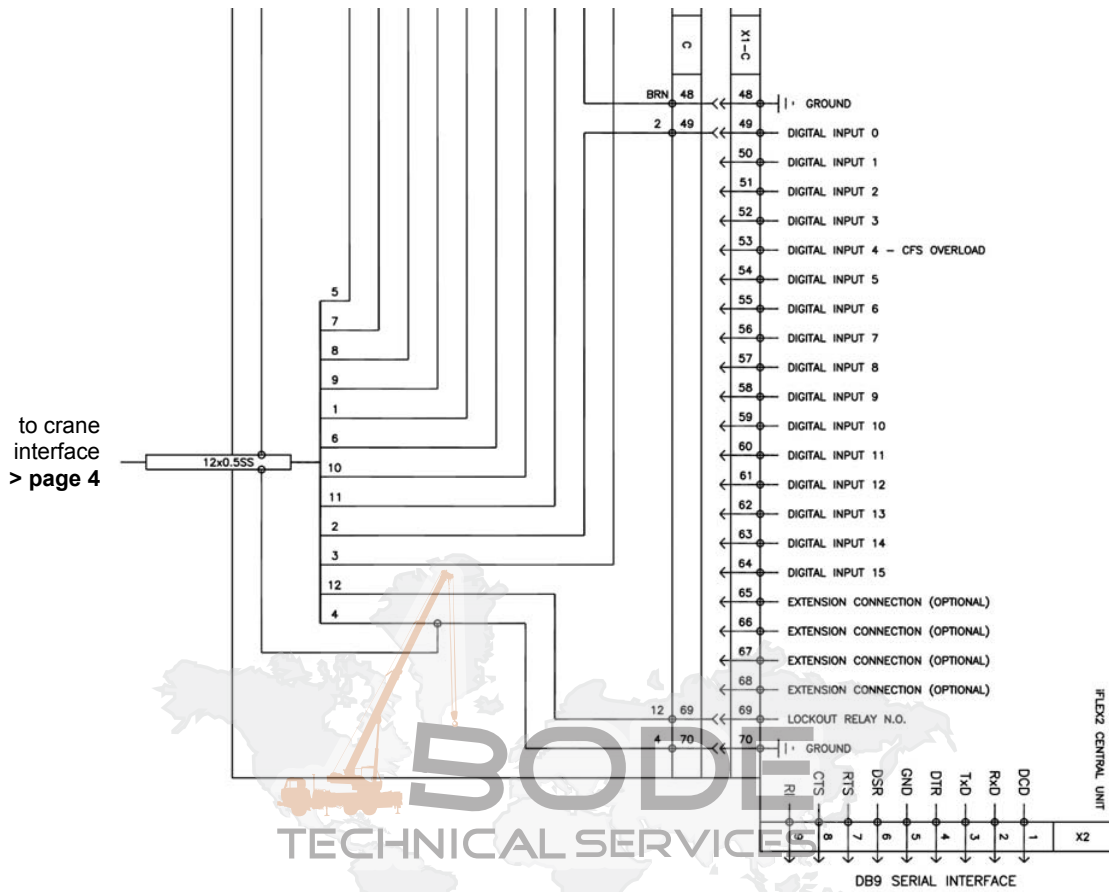 C
X1-C
BRN 48 48 GROUND
2 49 49 DIGITAL INPUT 0
50 DIGITAL INPUT 1
51 DIGITAL INPUT 2
52 DIGITAL INPUT 3
53 DIGITAL INPUT 4 - CFS OVERLOAD
54 DIGITAL INPUT 5
55 DIGITAL INPUT 6
56 DIGITAL INPUT 7
57 DIGITAL INPUT 8
58 DIGITAL INPUT 9
59 DIGITAL INPUT 10
60 DIGITAL INPUT 11
61 DIGITAL INPUT 12
62 DIGITAL INPUT 13
63 DIGITAL INPUT 14
64 DIGITAL INPUT 15
65 EXTENSION CONNECTION (OPTIONAL)
66 EXTENSION CONNECTION (OPTIONAL)
67 EXTENSION CONNECTION (OPTIONAL)
68 EXTENSION CONNECTION (OPTIONAL)
12 69 69 LOCKOUT RELAY N.O.
4 70 70 GROUND
5
7
8
9
1
6
10
11
2
3
12
4
to crane
interface
> page 4
12x0.5SS
iFLEX2 CENTRAL UNIT
RI CTS RTS DSR GND DTR TxD RxD DCD
9 8 7 6 5 4 3 2 1 X2
DB9 SERIAL INTERFACE
BODE
TECHNICAL SERVICES